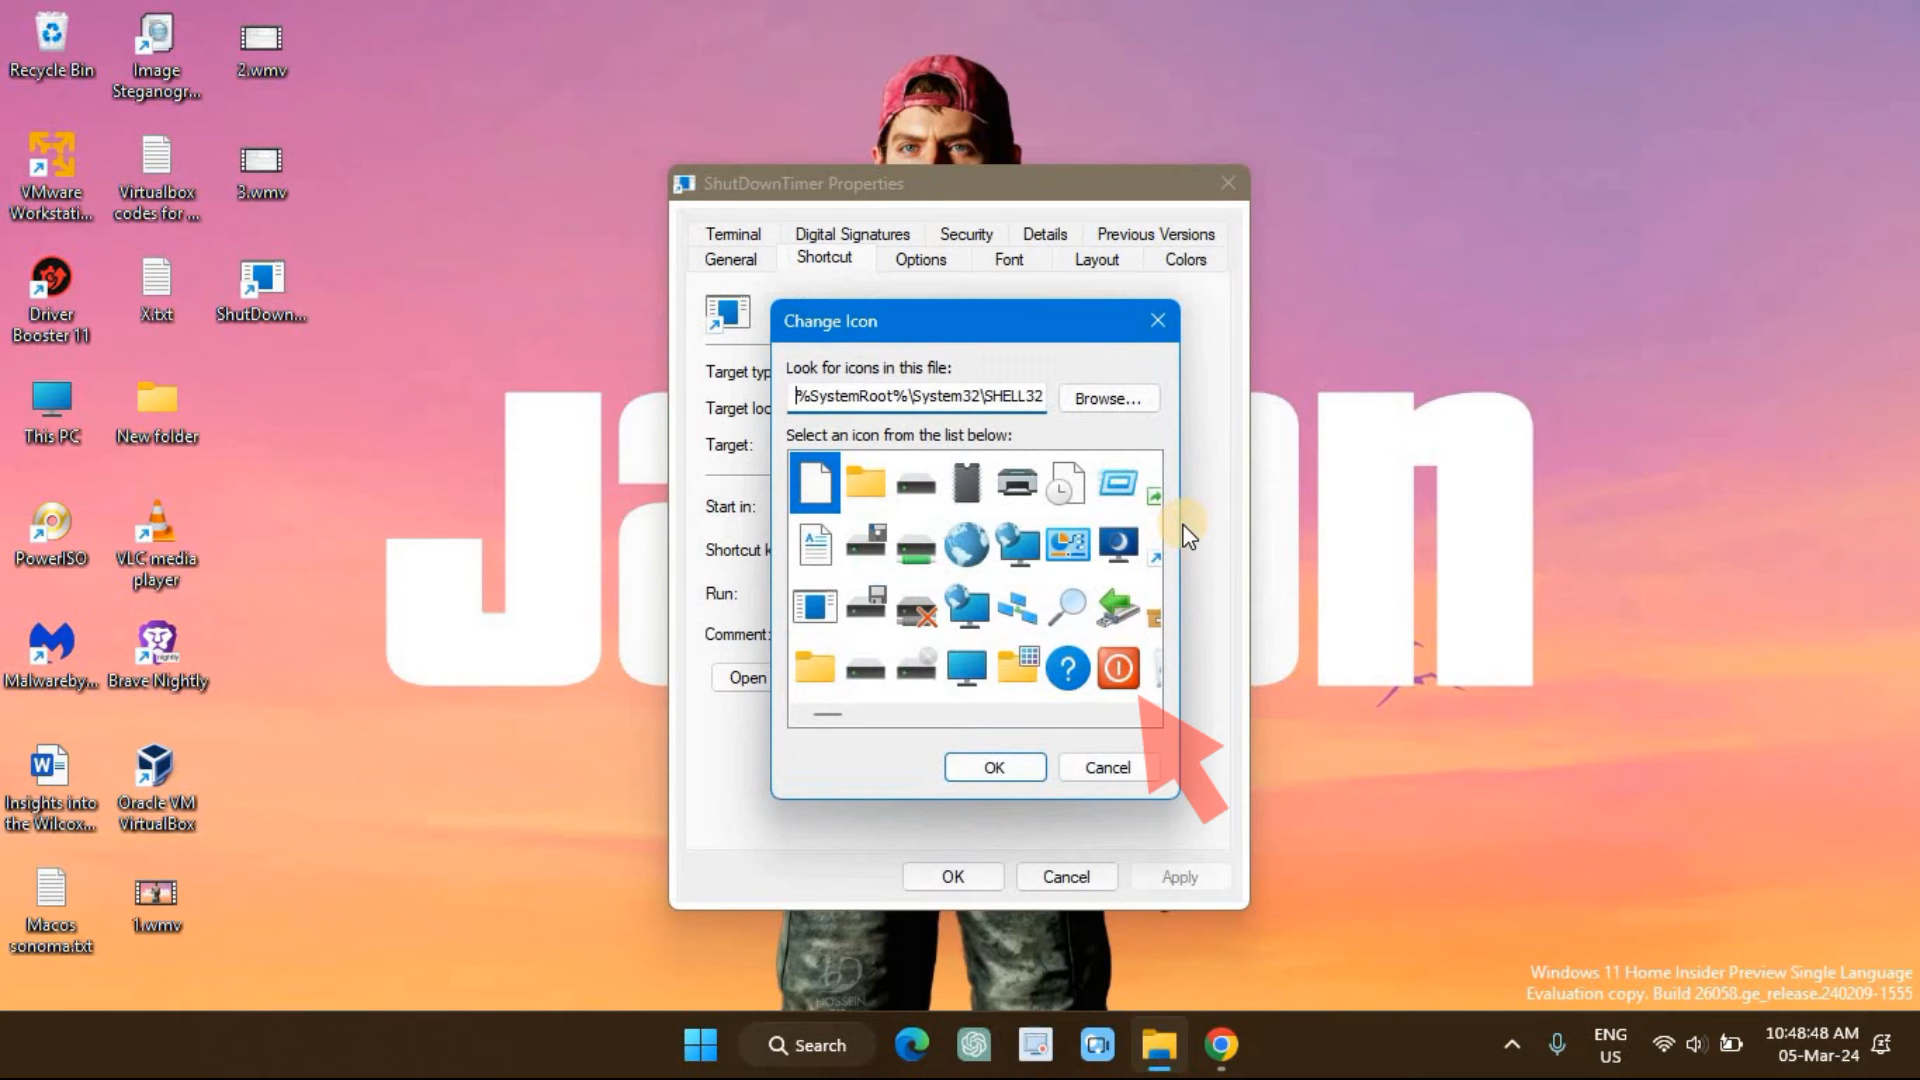 Recycle Bin
Image
Steganogr...
2.wmv
VMware
Workstati...
Virtualbox
codes for ...
3.wmv
Driver
Booster 11
X.txt
ShutDown...
This PC
New folder
PowerISO
VLC media
player
Malwareby...
Brave Nightly
Insights into
the Wilcox...
Oracle VM
VirtualBox
Macos
sonoma.txt
1.wmv
ShutDownTimer Properties
Terminal
Digital Signatures
Security
Details
Previous Versions
General
Shortcut
Options
Font
Layout
Colors
Target typ
Target loc
Target:
Start in:
Shortcut k
Run:
Comment:
Open
Change Icon
Look for icons in this file:
%SystemRoot%\System32\SHELL32
Browse...
Select an icon from the list below:
OK
Cancel
OK
Cancel
Apply
HOSSEIN
Windows 11 Home Insider Preview Single Language
Evaluation copy. Build 26058.ge_release.240209-1555
Search
ENG
US
10:48:48 AM
05-Mar-24